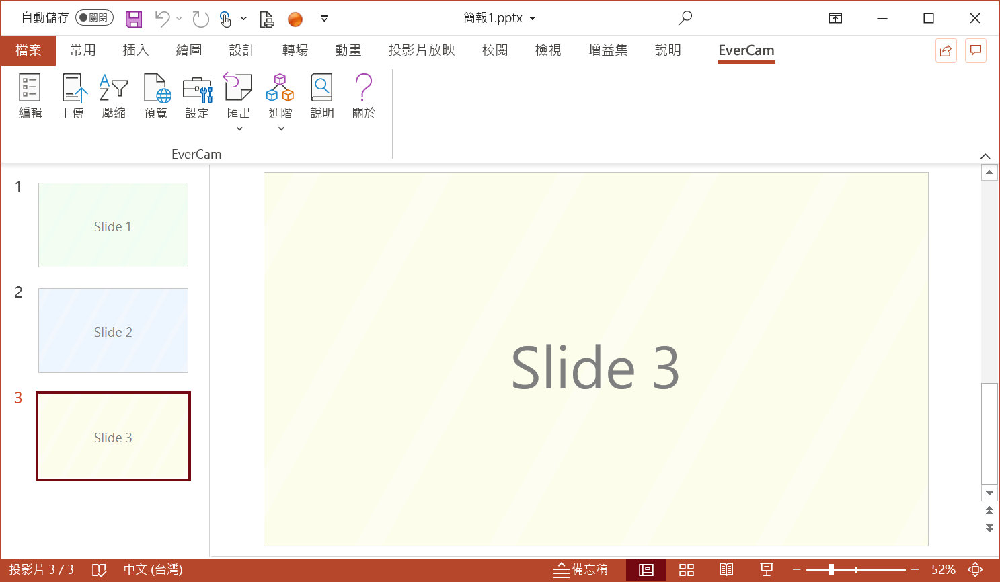 自動儲存 關閉 簡報1.pptx
檔案 常用 插入 繪圖 設計 轉場 動畫 投影片放映 校閱 檢視 增益集 說明 EverCam
編輯 上傳 壓縮 預覽 設定 匯出 進階 說明 關於
EverCam
1
Slide 1
2
Slide 2
3
Slide 3
Slide 3
投影片 3 / 3 中文 (台灣) 備忘稿 52%